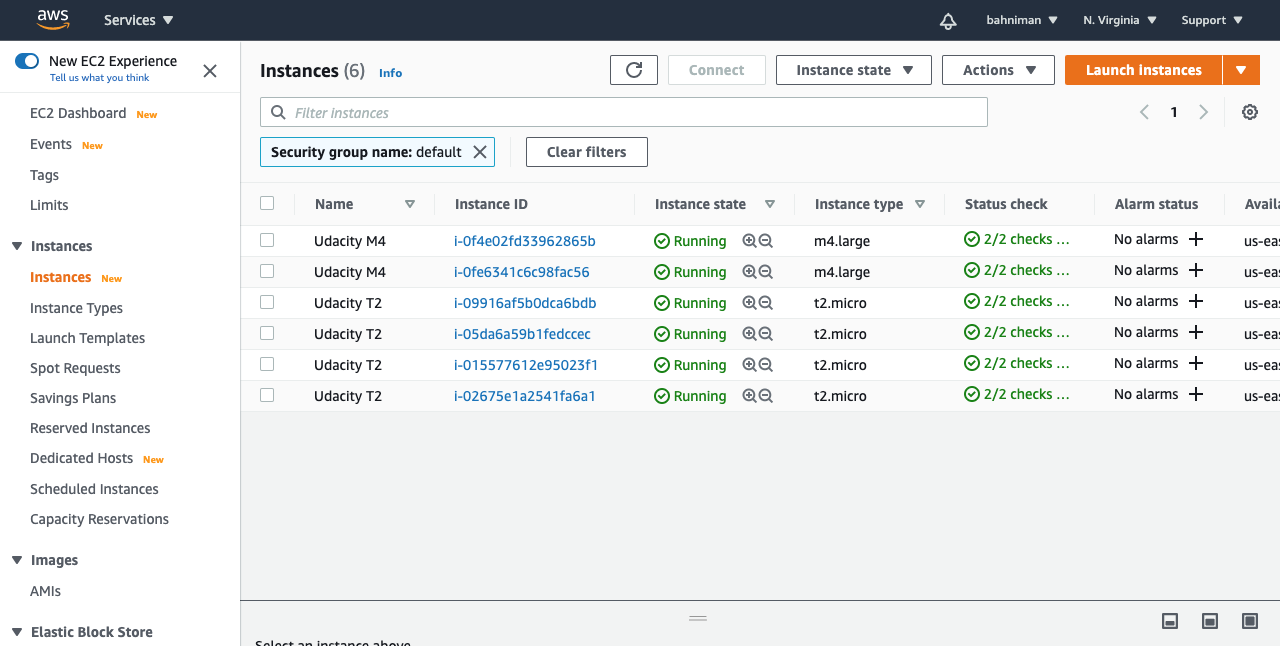 aws Services bahniman N. Virginia Support
New EC2 Experience
Tell us what you think
EC2 Dashboard New
Events New
Tags
Limits
Instances
Instances New
Instance Types
Launch Templates
Spot Requests
Savings Plans
Reserved Instances
Dedicated Hosts New
Scheduled Instances
Capacity Reservations
Images
AMIs
Elastic Block Store
Instances (6) Info Connect Instance state Actions Launch instances
Filter instances 1
Security group name: default Clear filters
Name Instance ID Instance state Instance type Status check Alarm status Availa
Udacity M4 i-0f4e02fd33962865b Running m4.large 2/2 checks ... No alarms us-eas
Udacity M4 i-0fe6341c6c98fac56 Running m4.large 2/2 checks ... No alarms us-eas
Udacity T2 i-09916af5b0dca6bdb Running t2.micro 2/2 checks ... No alarms us-eas
Udacity T2 i-05da6a59b1fedccec Running t2.micro 2/2 checks ... No alarms us-eas
Udacity T2 i-015577612e95023f1 Running t2.micro 2/2 checks ... No alarms us-eas
Udacity T2 i-02675e1a2541fa6a1 Running t2.micro 2/2 checks ... No alarms us-eas
Select an instance above